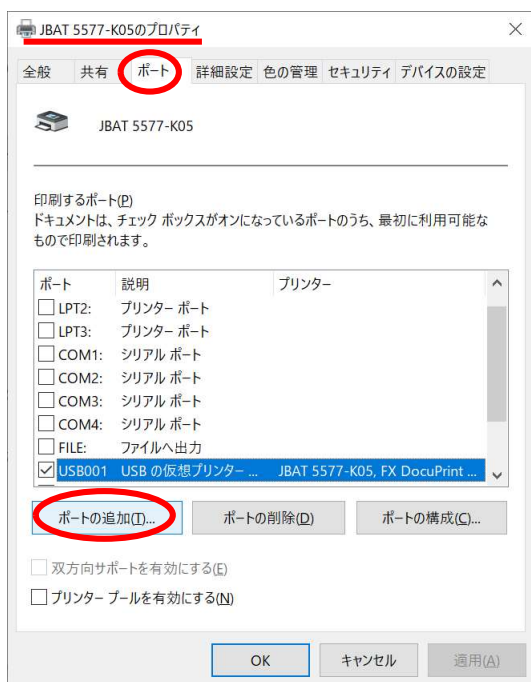 JBAT 5577-K05のプロパティ
全般 共有 ポート 詳細設定 色の管理 セキュリティ デバイスの設定
JBAT 5577-K05
印刷するポート(P)
ドキュメントは、チェック ボックスがオンになっているポートのうち、最初に利用可能な
もので印刷されます。
ポート 説明 プリンター
LPT2: プリンター ポート
LPT3: プリンター ポート
COM1: シリアル ポート
COM2: シリアル ポート
COM3: シリアル ポート
COM4: シリアル ポート
FILE: ファイルへ出力
USB001 USB の仮想プリンター ... JBAT 5577-K05, FX DocuPrint ...
ポートの追加(T)... ポートの削除(D) ポートの構成(C)...
双方向サポートを有効にする(E)
プリンター プールを有効にする(N)
OK キャンセル 適用(A)